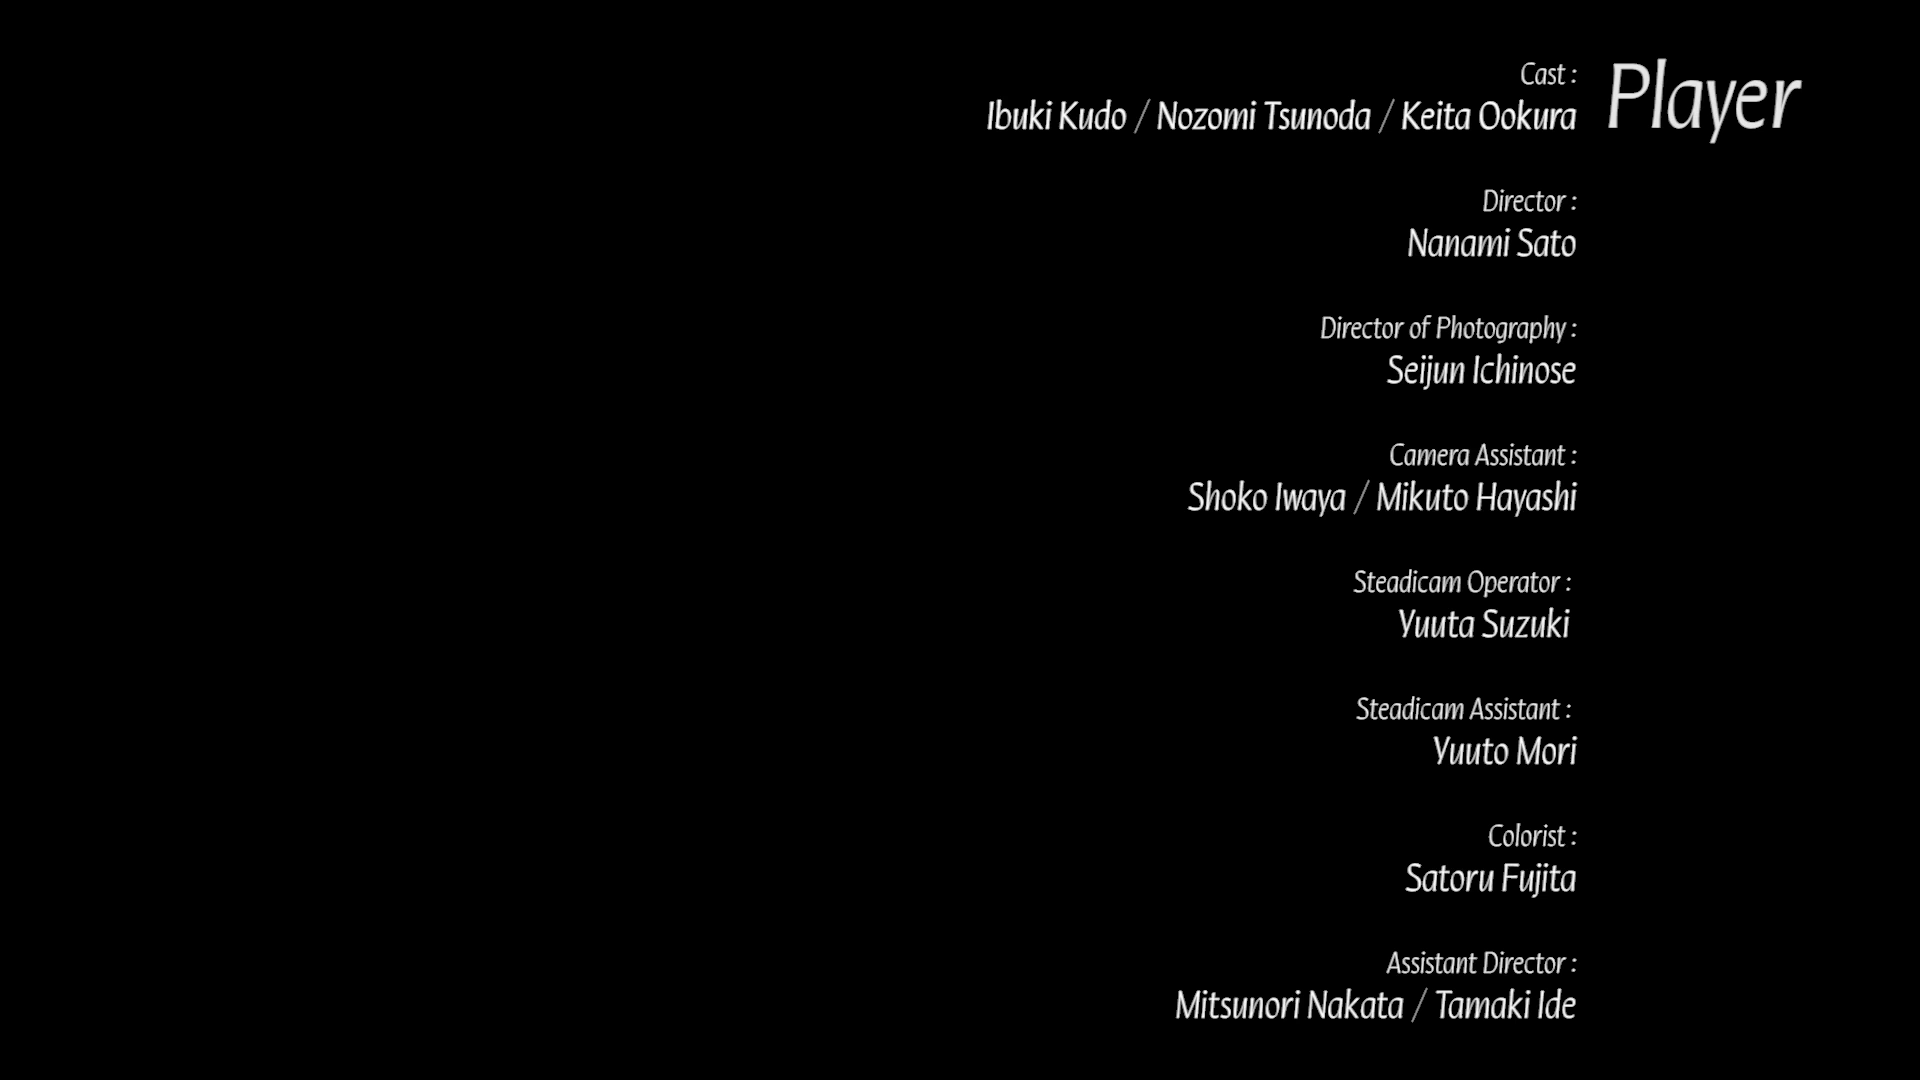 Player
Cast :
Ibuki Kudo / Nozomi Tsunoda / Keita Ookura
Director :
Nanami Sato
Director of Photography :
Seijun Ichinose
Camera Assistant :
Shoko Iwaya / Mikuto Hayashi
Steadicam Operator :
Yuuta Suzuki
Steadicam Assistant :
Yuuto Mori
Colorist :
Satoru Fujita
Assistant Director :
Mitsunori Nakata / Tamaki Ide